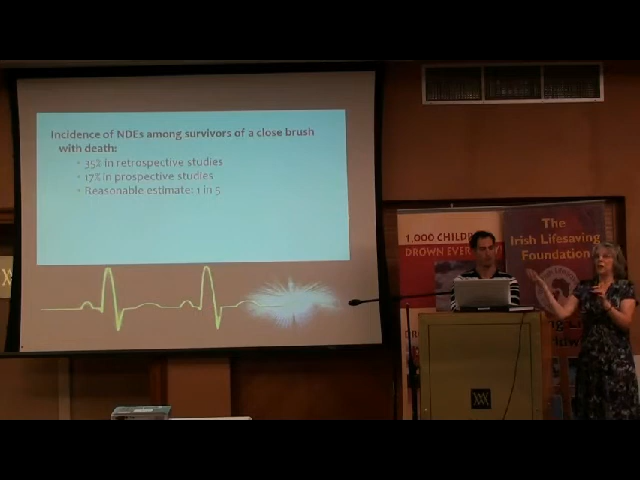 Incidence of NDEs among survivors of a close brush
with death:
• 35% in retrospective studies
• 17% in prospective studies
• Reasonable estimate: 1 in 5
1,000 CHILDREN
DROWN EVERY
The
Irish Lifesaving
Foundation